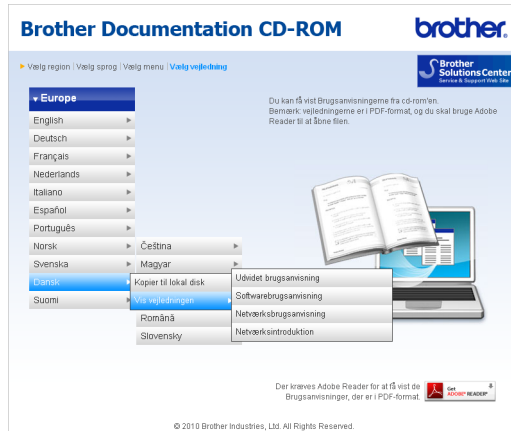 Brother Documentation CD-ROM
brother.
Vælg region | Vælg sprog | Vælg menu | Vælg vejledning
Brother
Solutions Center
Service & Support Web Site
Europe
English
Deutsch
Français
Nederlands
Italiano
Español
Português
Norsk
Svenska
Dansk
Suomi
Čeština
Magyar
Kopier til lokal disk
Vis vejledningen
Română
Slovensky
Udvidet brugsanvisning
Softwarebrugsanvisning
Netværksbrugsanvisning
Netværksintroduktion
Du kan få vist Brugsanvisningerne fra cd-rom'en.
Bemærk: vejledningerne er i PDF-format, og du skal bruge Adobe
Reader til at åbne filen.
Der kræves Adobe Reader for at få vist de
Brugsanvisninger, der er i PDF-format.
Get
ADOBE® READER®
© 2010 Brother Industries, Ltd. All Rights Reserved.